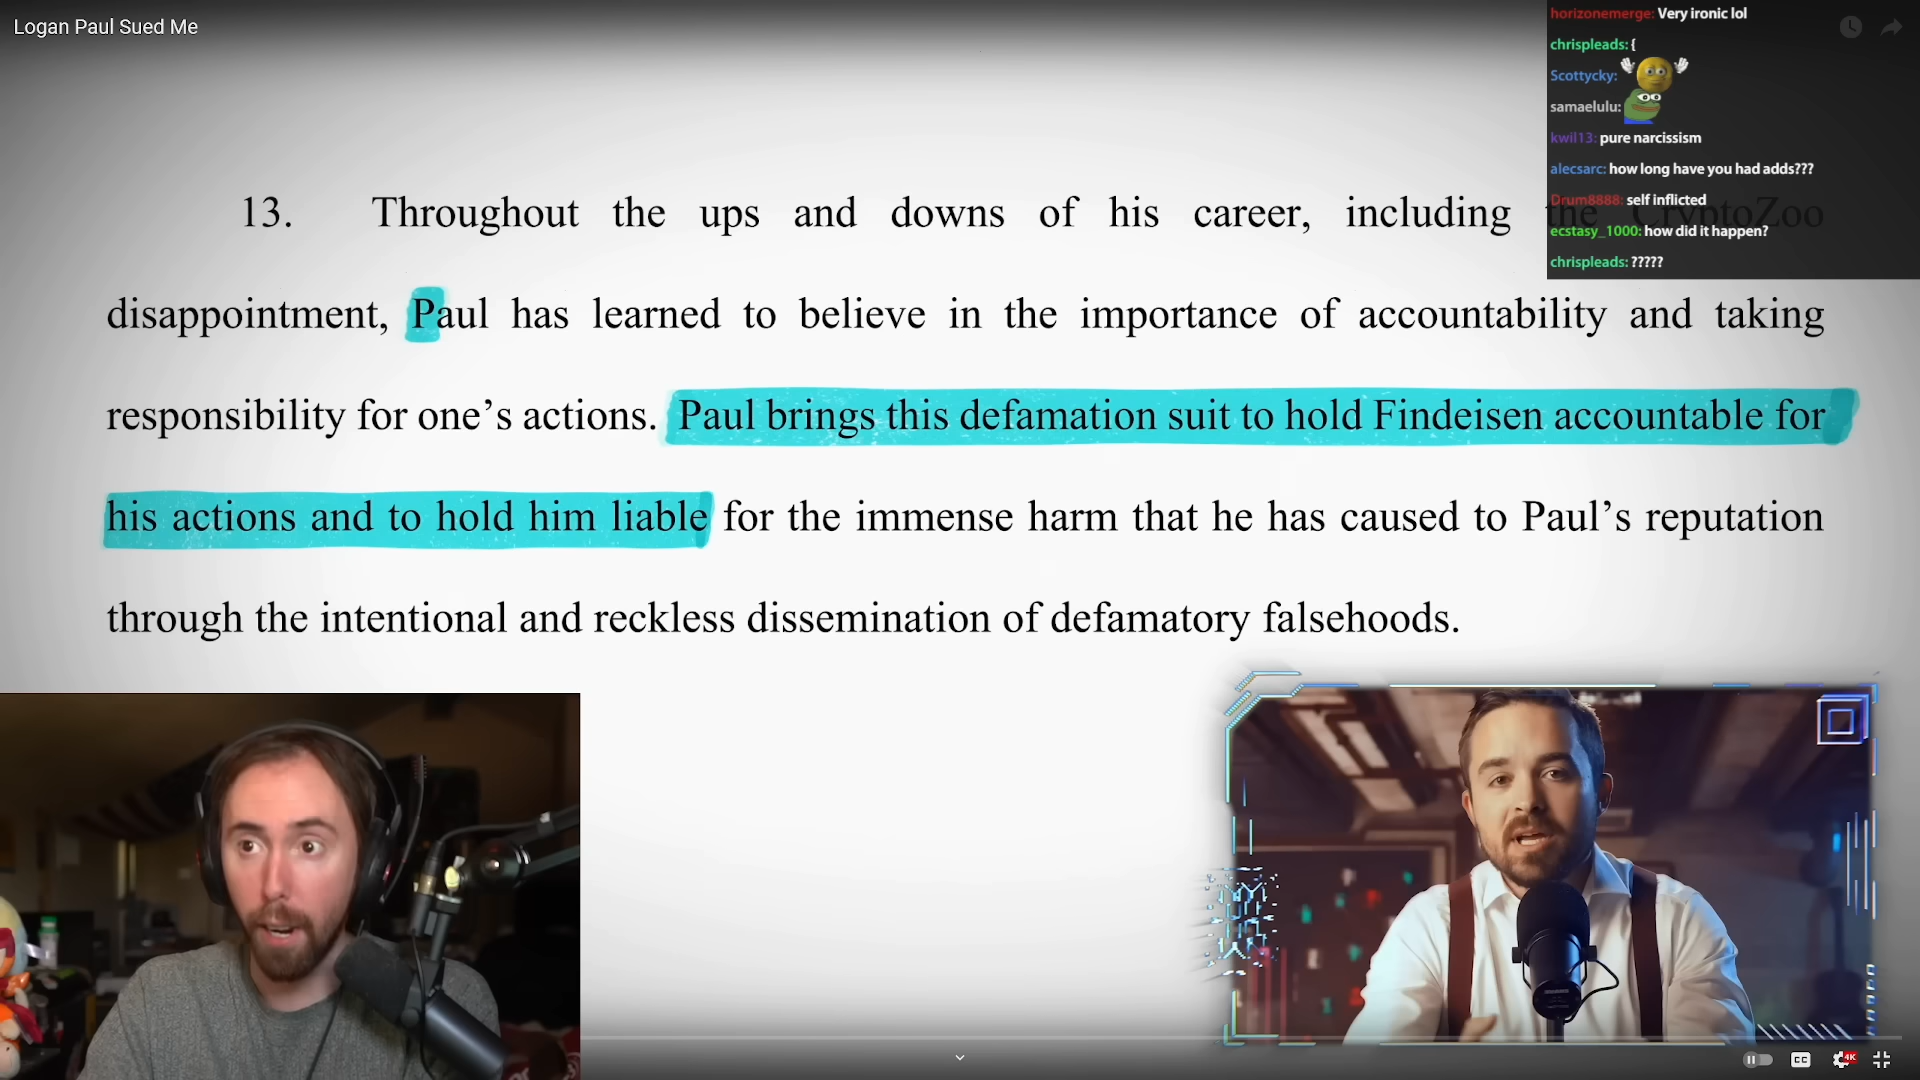 Logan Paul Sued Me
horizonemerge: Very ironic lol
chrispleads: {
Scottycky:
samaelulu:
kwil13: pure narcissism
alecsarc: how long have you had adds???
Drum8888: self inflicted
ecstasy_1000: how did it happen?
chrispleads: ?????
13. Throughout the ups and downs of his career, including the CryptoZoo
disappointment, Paul has learned to believe in the importance of accountability and taking
responsibility for one’s actions. Paul brings this defamation suit to hold Findeisen accountable for
his actions and to hold him liable for the immense harm that he has caused to Paul’s reputation
through the intentional and reckless dissemination of defamatory falsehoods.
CC
4K